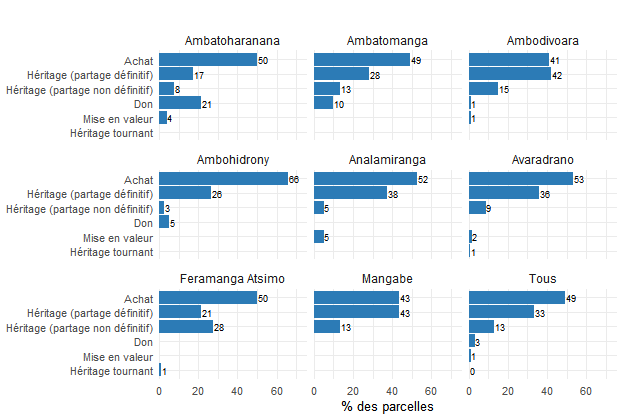 Ambatoharanana Ambatomanga Ambodivoara
Achat 50 49 41
Héritage (partage définitif) 17 28 42
Héritage (partage non définitif) 8 13 15
Don 21 10 1
Mise en valeur 4 1
Héritage tournant
Ambohidrony Analamiranga Avaradrano
Achat 66 52 53
Héritage (partage définitif) 26 38 36
Héritage (partage non définitif) 3 5 9
Don 5
Mise en valeur 5 2
Héritage tournant 1
Feramanga Atsimo Mangabe Tous
Achat 50 43 49
Héritage (partage définitif) 21 43 33
Héritage (partage non définitif) 28 13 13
Don 3
Mise en valeur 1
Héritage tournant 1 0
0 20 40 60 0 20 40 60 0 20 40 60
% des parcelles